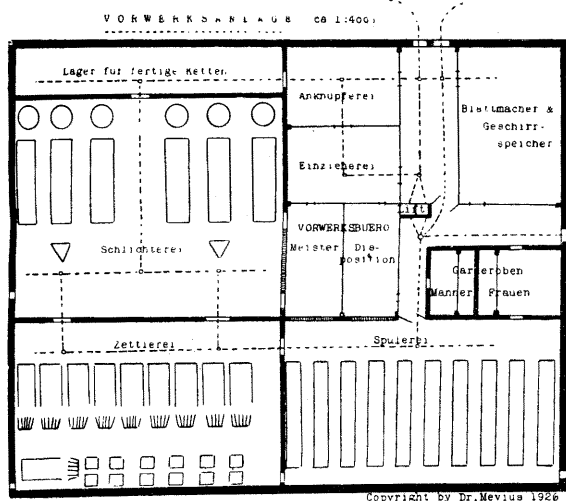 VORWERKSANLAGE ca 1:400
Lager für fertige Ketten
Anknüpferei
Blattmacher &
Geschirr-
speicher
Einzieherei
Lift
VORWERKSBUERO
Meister Dis-
position
Schlichterei
Garderoben
Männer Frauen
Zettlerei
Spulerei
Copyright by Dr.Mevius 1926